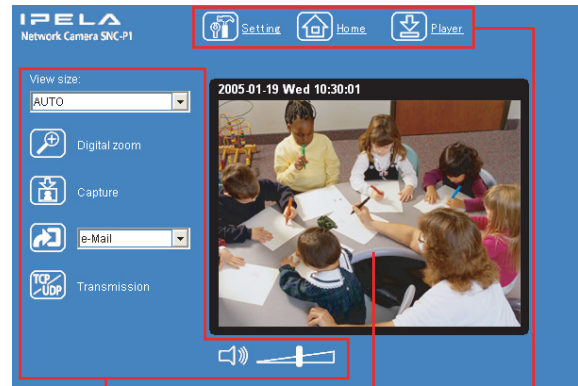 IPELA
Network Camera SNC-P1
Setting
Home
Player
View size:
AUTO
2005-01-19 Wed 10:30:01
Digital zoom
Capture
e-Mail
TCP/UDP
Transmission